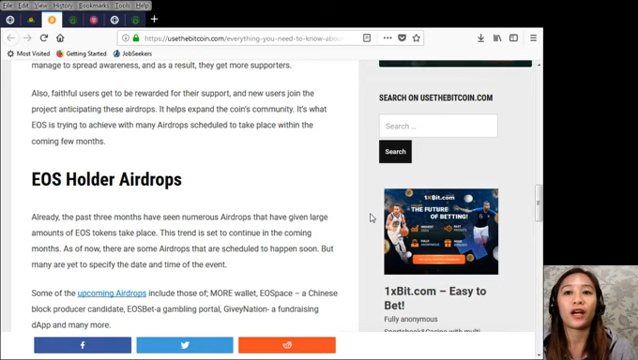 File Edit View History Bookmarks Tools Help
https://usethebitcoin.com/everything-you-need-to-know-abou
Most Visited Getting Started JobSeekers
manage to spread awareness, and as a result, they get more supporters.
Also, faithful users get to be rewarded for their support, and new users join the
project anticipating these airdrops. It helps expand the coin's community. It's what
EOS is trying to achieve with many Airdrops scheduled to take place within the
coming few months.
EOS Holder Airdrops
Already, the past three months have seen numerous Airdrops that have given large
amounts of EOS tokens take place. This trend is set to continue in the coming
months. As of now, there are some Airdrops that are scheduled to happen soon. But
many are yet to specify the date and time of the event.
Some of the upcoming Airdrops include those of; MORE wallet, EOSpace – a Chinese
block producer candidate, EOSBet-a gambling portal, GiveyNation- a fundraising
dApp and many more.
SEARCH ON USETHEBITCOIN.COM
Search ...
Search
1xBit.com
THE FUTURE
OF BETTING!
1xBit.com – Easy to
Bet!
Fully anonymous
Sportsbook! Casino with multi